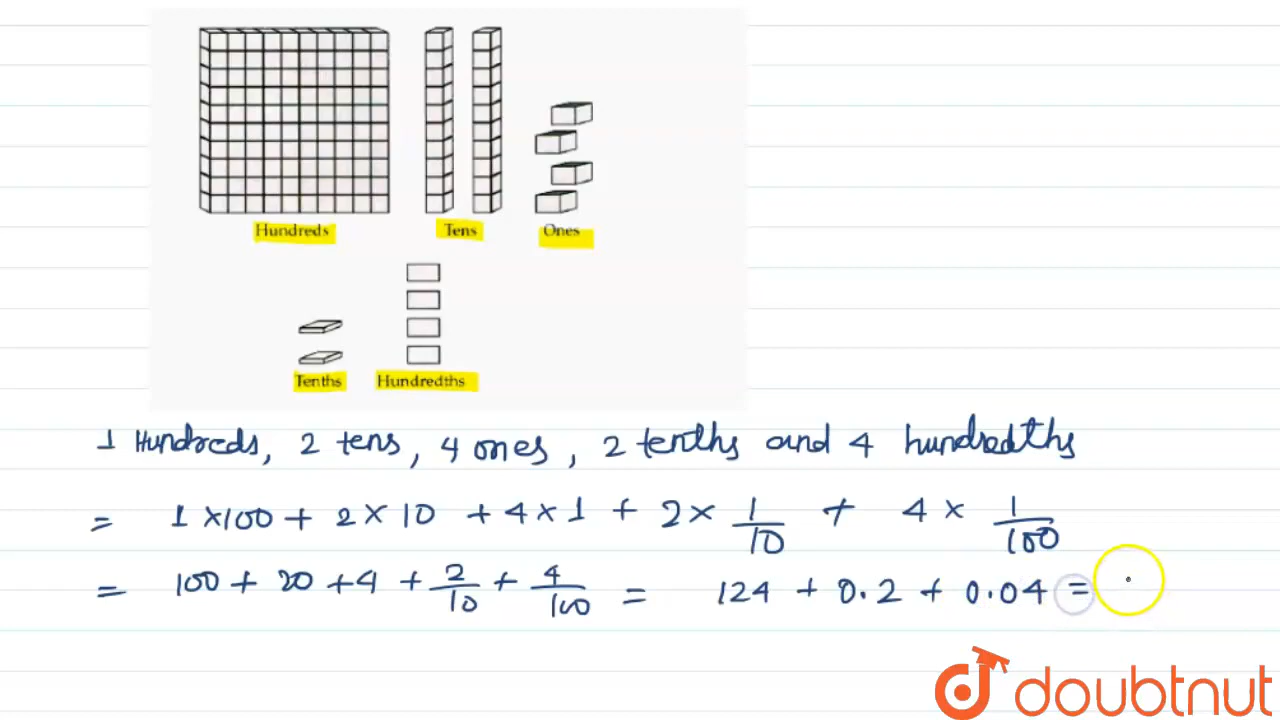 Hundreds Tens Ones
Tenths Hundredths
1 Hundreds, 2 tens, 4 ones, 2 tenths and 4 hundredths
= 1 × 100 + 2 × 10 + 4 × 1 + 2 × 1/10 + 4 × 1/100
= 100 + 20 + 4 + 2/10 + 4/100 = 124 + 0.2 + 0.04 =
doubtnut